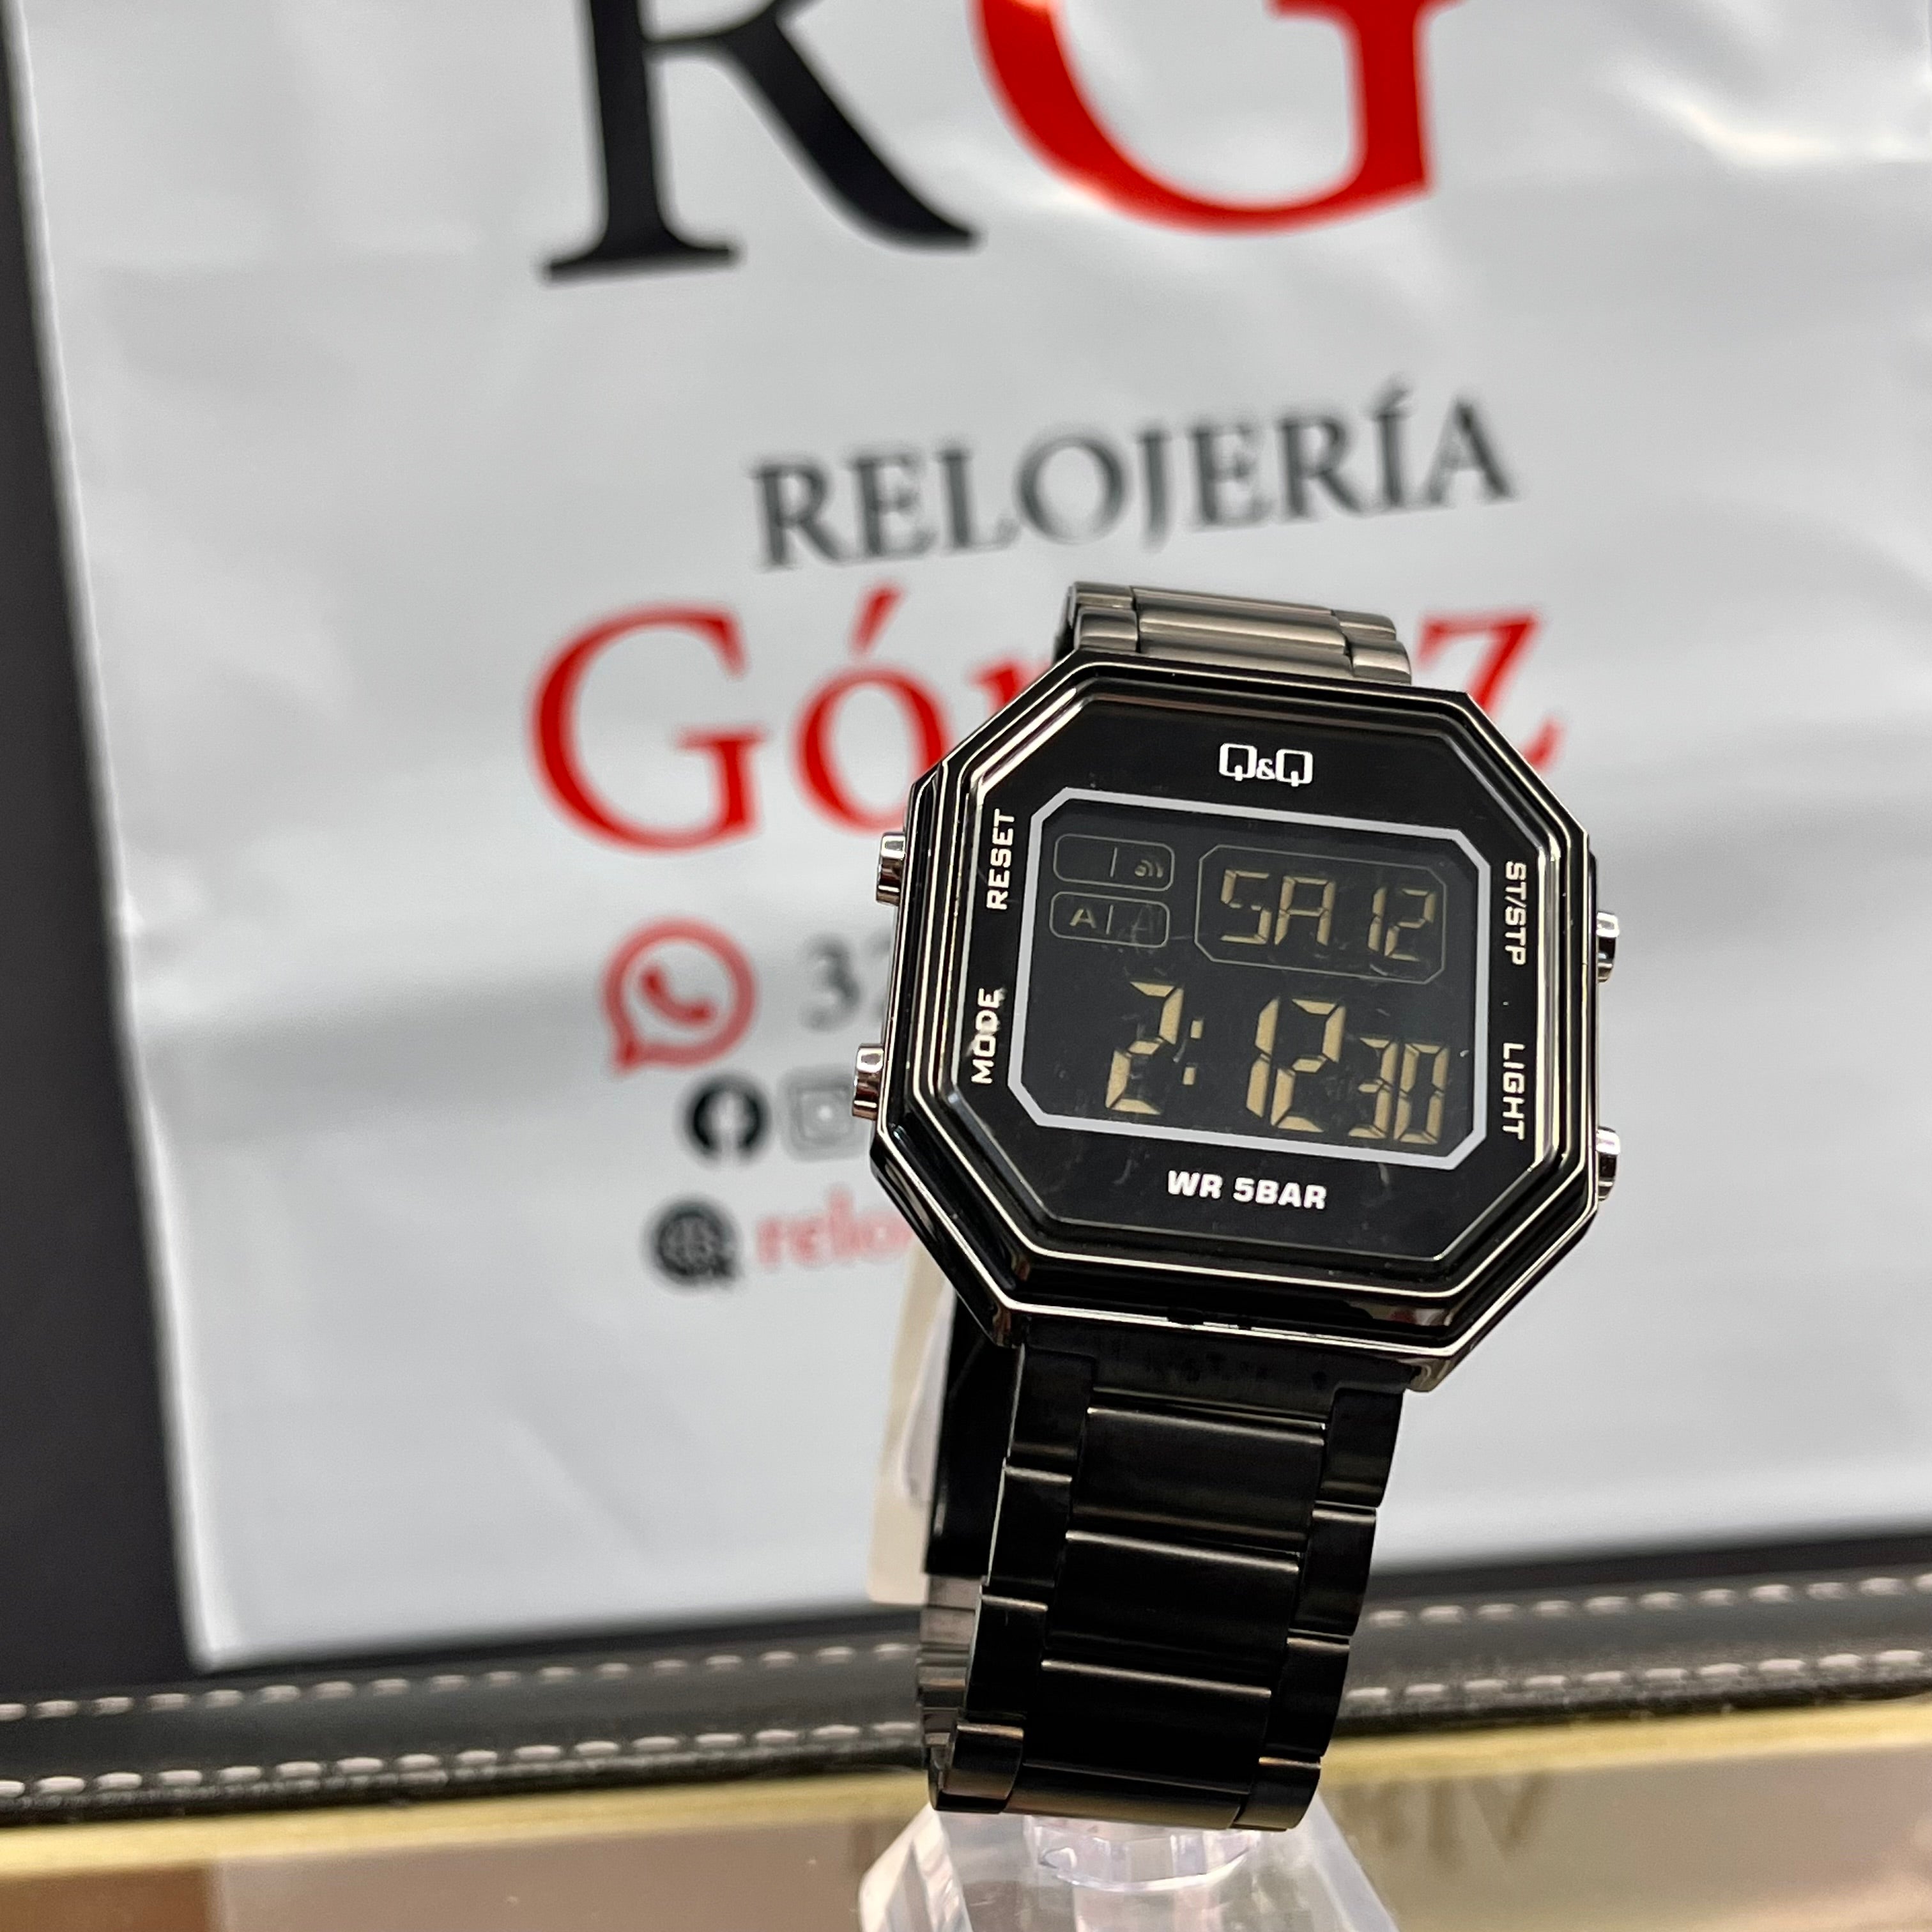 RG
RELOJERÍA
Q&Q
RESET
ST/STP
A
SA 12
MODE
2:12 30
LIGHT
WR 5BAR